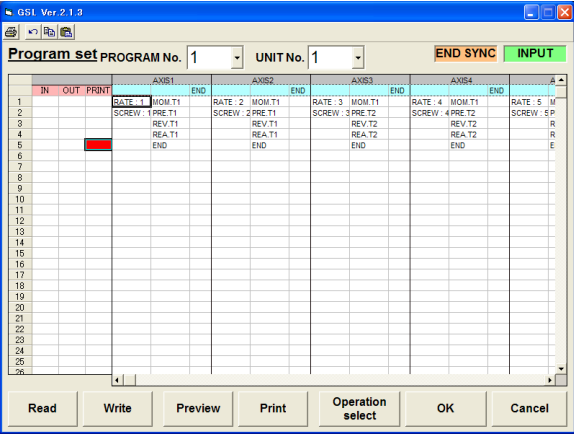 GSL Ver.2.1.3
Program set PROGRAM No. 1 UNIT No. 1 END SYNC INPUT
AXIS1 AXIS2 AXIS3 AXIS4
IN OUT PRINT END END END END
1 RATE : 1 MOM.T1 RATE : 2 MOM.T1 RATE : 3 MOM.T1 RATE : 4 MOM.T1 RATE : 5 M
2 SCREW : 1 PRE.T1 SCREW : 2 PRE.T1 SCREW : 3 PRE.T2 SCREW : 4 PRE.T2 SCREW : 5 P
3 REV.T1 REV.T1 REV.T2 REV.T2 R
4 REA.T1 REA.T1 REA.T2 REA.T2 R
5 END END END END E
6
7
8
9
10
11
12
13
14
15
16
17
18
19
20
21
22
23
24
25
26
Read Write Preview Print Operation select OK Cancel